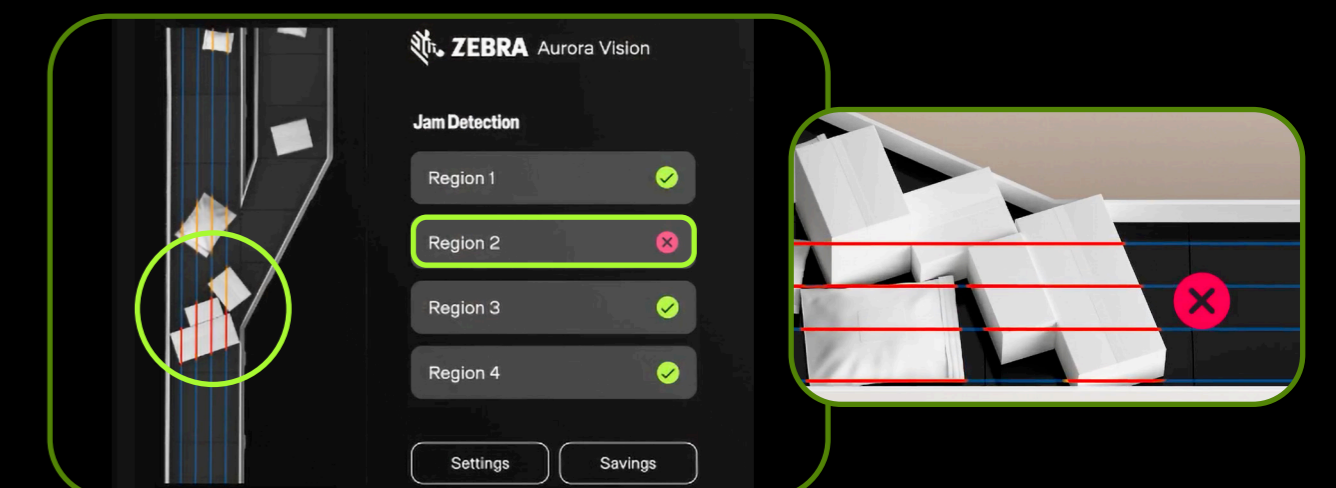 ZEBRA Aurora Vision
Jam Detection
Region 1
Region 2
Region 3
Region 4
Settings
Savings